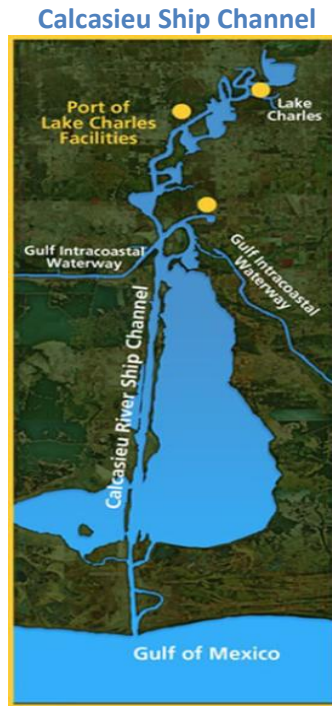 Calcasieu Ship Channel
Port of
Lake Charles
Facilities
Lake
Charles
Gulf Intracoastal
Waterway
Gulf Intracoastal
Waterway
Calcasieu River Ship Channel
Gulf of Mexico